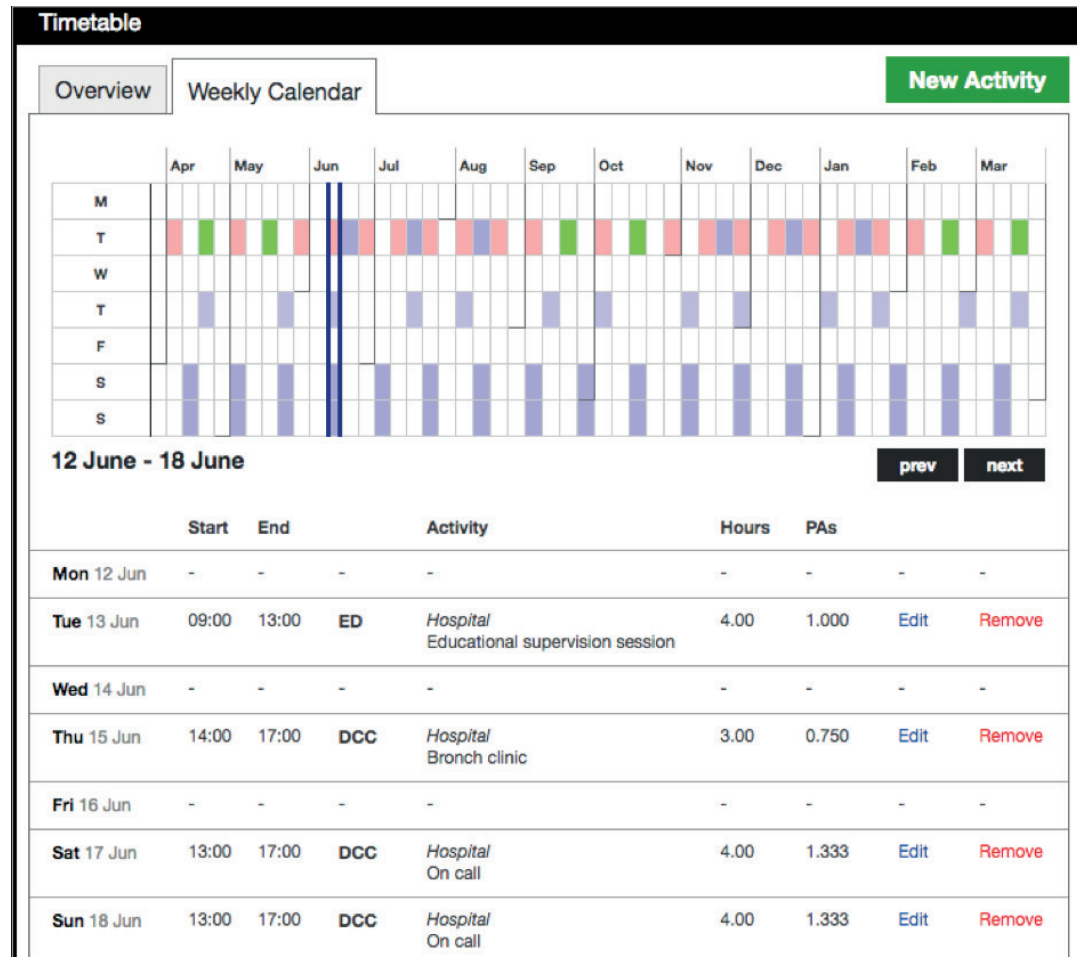 Timetable
Overview
Weekly Calendar
New Activity
Apr May Jun Jul Aug Sep Oct Nov Dec Jan Feb Mar
M
T
W
T
F
S
S
12 June - 18 June
prev next
Start End Activity Hours PAs
Mon 12 Jun - - - - - - - -
Tue 13 Jun 09:00 13:00 ED Hospital 4.00 1.000 Edit Remove
Educational supervision session
Wed 14 Jun - - - - - - - -
Thu 15 Jun 14:00 17:00 DCC Hospital 3.00 0.750 Edit Remove
Bronch clinic
Fri 16 Jun - - - - - - - -
Sat 17 Jun 13:00 17:00 DCC Hospital 4.00 1.333 Edit Remove
On call
Sun 18 Jun 13:00 17:00 DCC Hospital 4.00 1.333 Edit Remove
On call